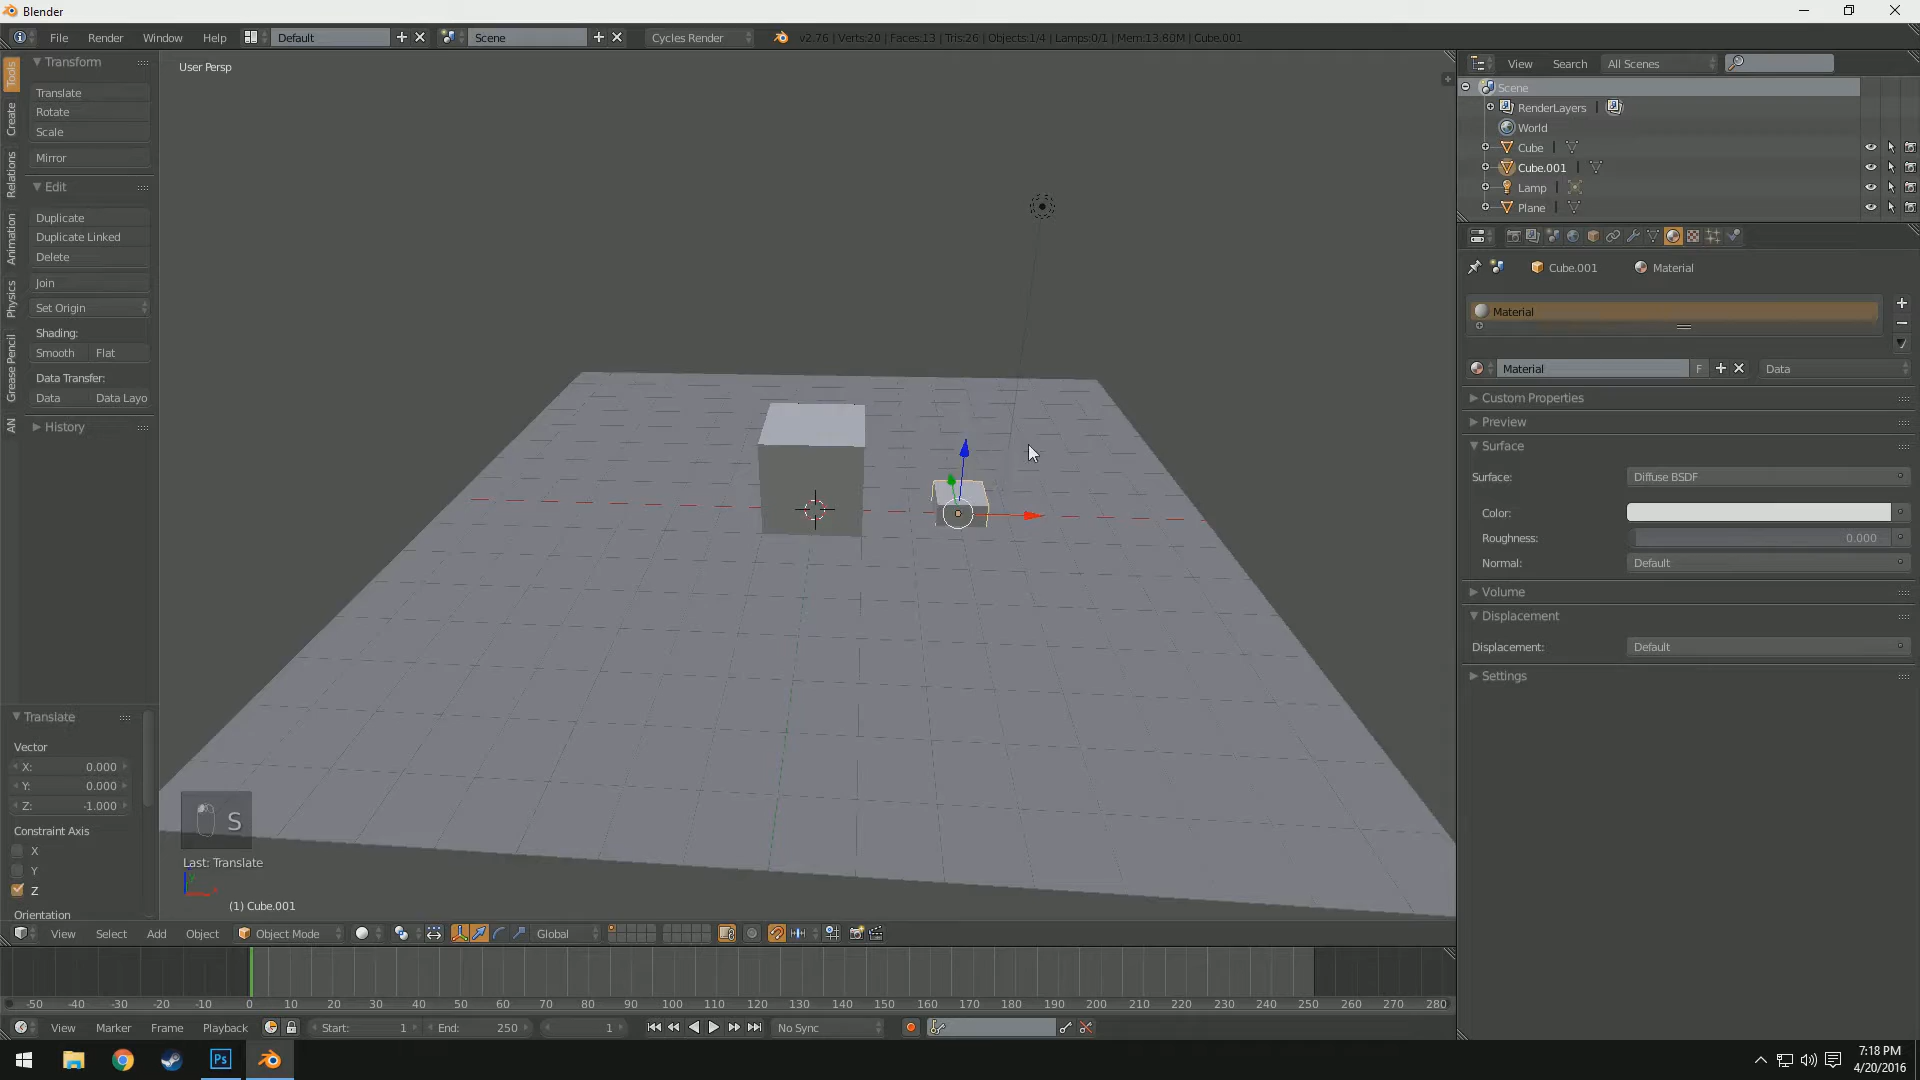 Blender
File Render Window Help Default Scene Cycles Render v2.76 | Verts:20 | Faces:13 | Tris:26 | Objects:1/4 | Lamps:0/1 | Mem:13.80M | Cube.001
Tools
Create
Relations
Animation
Physics
Grease Pencil
AN
Transform
Translate
Rotate
Scale
Mirror
Edit
Duplicate
Duplicate Linked
Delete
Join
Set Origin
Shading:
Smooth Flat
Data Transfer:
Data Data Layo
History
Translate
Vector
X: 0.000
Y: 0.000
Z: -1.000
Constraint Axis
X
Y
Z
Orientation
User Persp
S
Last: Translate
(1) Cube.001
View Select Add Object Object Mode Global
View Search All Scenes
Scene
RenderLayers |
World
Cube |
Cube.001 |
Lamp |
Plane |
Cube.001 Material
Material
Material F Data
Custom Properties
Preview
Surface
Surface: Diffuse BSDF
Color:
Roughness: 0.000
Normal: Default
Volume
Displacement
Displacement: Default
Settings
-50 -40 -30 -20 -10 0 10 20 30 40 50 60 70 80 90 100 110 120 130 140 150 160 170 180 190 200 210 220 230 240 250 260 270 280
View Marker Frame Playback Start: 1 End: 250 1 No Sync
Ps
7:18 PM
4/20/2016